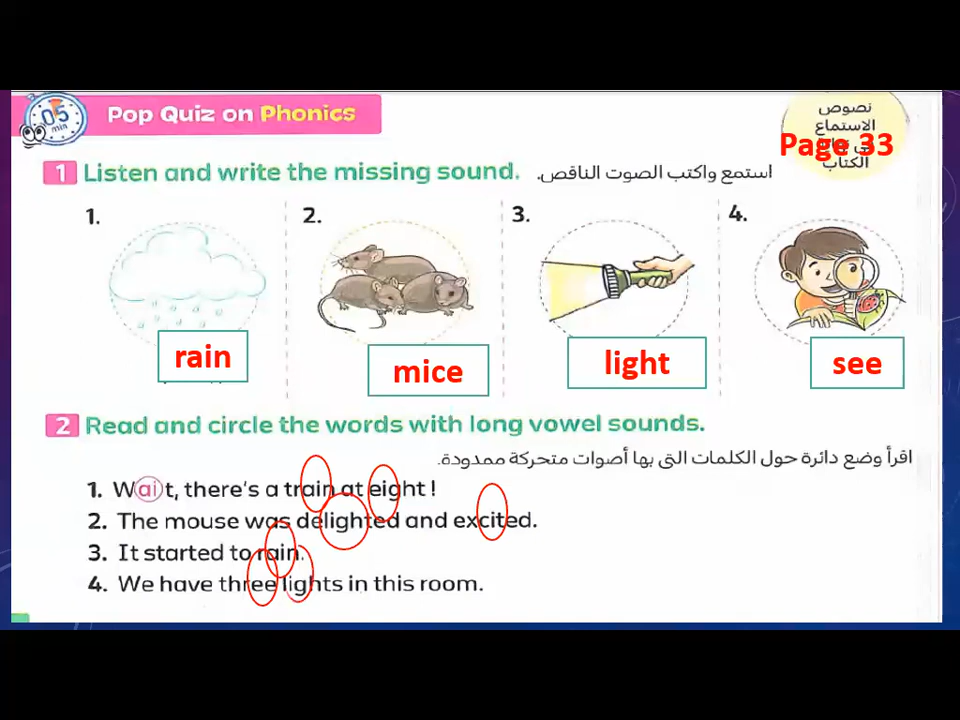 05
min
Pop Quiz on Phonics
نصوص
الاستماع
الكتاب
Page 33
1 Listen and write the missing sound. استمع واكتب الصوت الناقص.
1.
2.
3.
4.
rain
mice
light
see
2 Read and circle the words with long vowel sounds.
اقرأ وضع دائرة حول الكلمات التى بها أصوات متحركة ممدودة.
1. Wait, there's a train at eight !
2. The mouse was delighted and excited.
3. It started to rain.
4. We have three lights in this room.